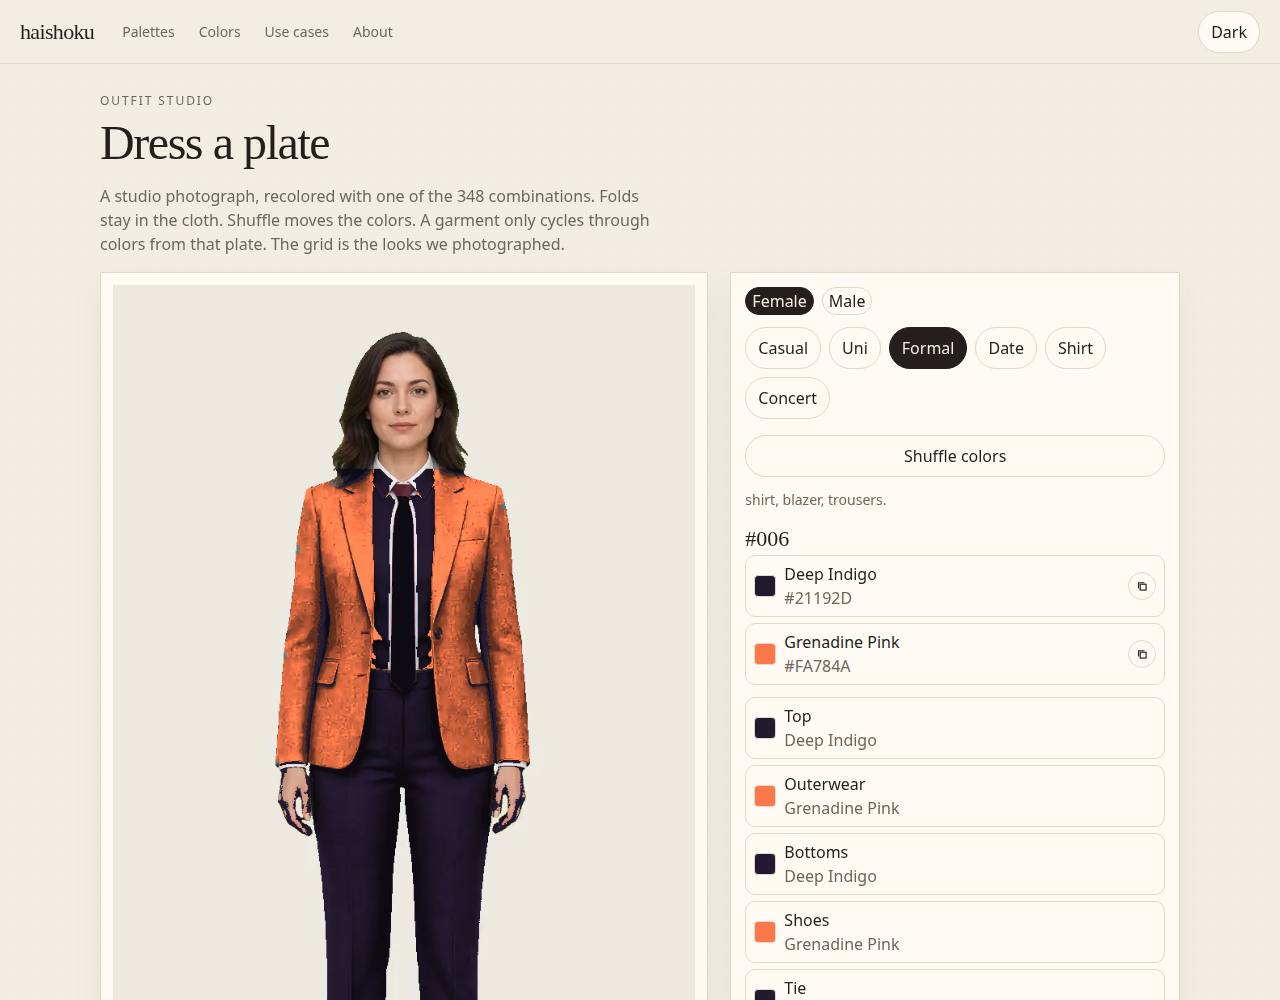 haishoku
Palettes
Colors
Use cases
About
Dark
OUTFIT STUDIO
Dress a plate
A studio photograph, recolored with one of the 348 combinations. Folds
stay in the cloth. Shuffle moves the colors. A garment only cycles through
colors from that plate. The grid is the looks we photographed.
Female
Male
Casual
Uni
Formal
Date
Shirt
Concert
Shuffle colors
shirt, blazer, trousers.
#006
Deep Indigo
#21192D
Grenadine Pink
#FA784A
Top
Deep Indigo
Outerwear
Grenadine Pink
Bottoms
Deep Indigo
Shoes
Grenadine Pink
Tie